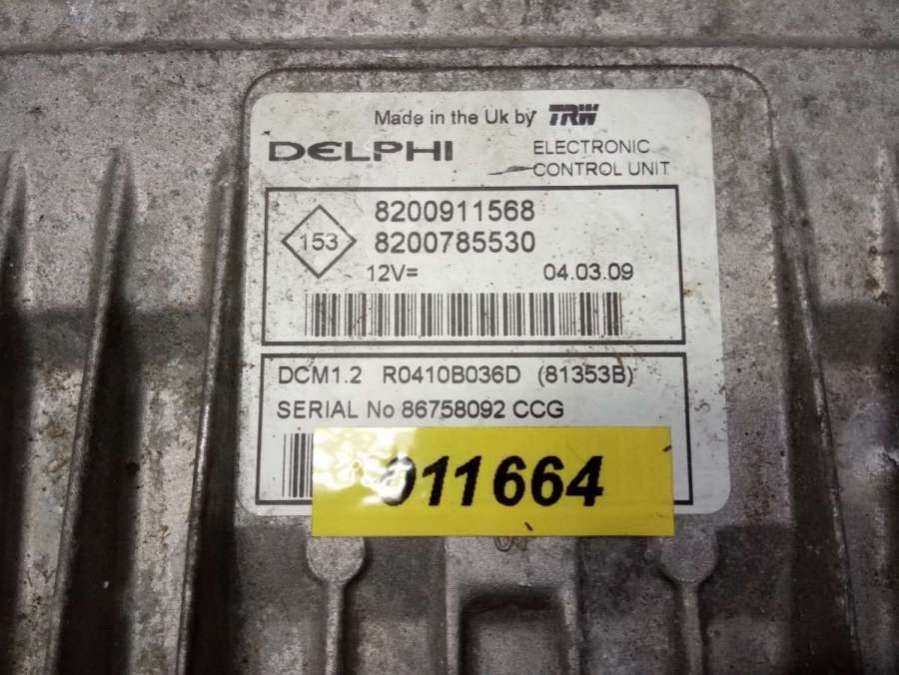 Made in the Uk by TRW
DELPHI
ELECTRONIC
CONTROL UNIT
153
8200911568
8200785530
12V= 04.03.09
DCM1.2 R0410B036D (81353B)
SERIAL No 86758092 CCG
011664